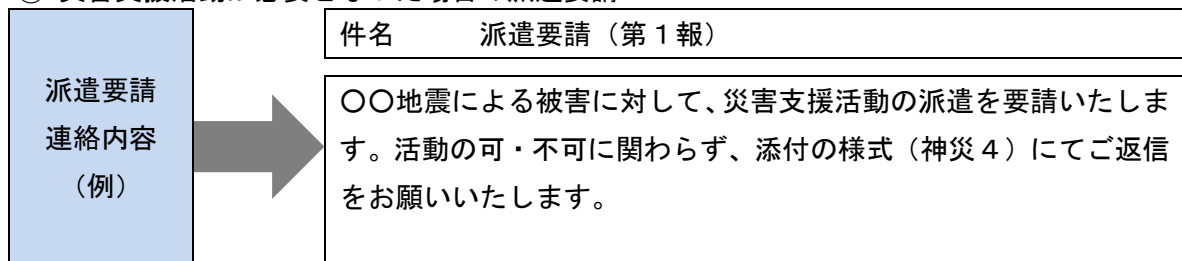 件名　　派遣要請（第１報）
派遣要請
連絡内容
（例）
〇〇地震による被害に対して、災害支援活動の派遣を要請いたしま
す。活動の可・不可に関わらず、添付の様式（神災４）にてご返信
をお願いいたします。